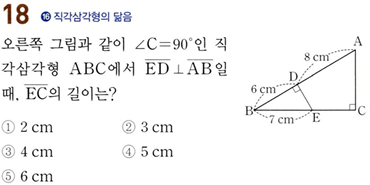 18 16 직각삼각형의 닮음
오른쪽 그림과 같이 ∠C=90°인 직
각삼각형 ABC에서 ED⊥AB일
때, EC의 길이는?
① 2 cm ② 3 cm
③ 4 cm ④ 5 cm
⑤ 6 cm
A
8 cm
D
6 cm
B 7 cm E C